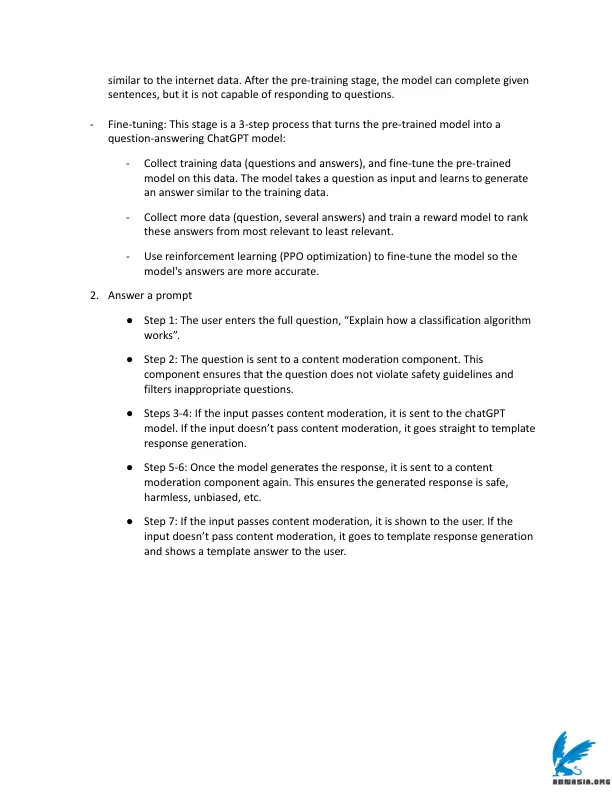 similar to the internet data. After the pre-training stage, the model can complete given
sentences, but it is not capable of responding to questions.
- Fine-tuning: This stage is a 3-step process that turns the pre-trained model into a
question-answering ChatGPT model:
- Collect training data (questions and answers), and fine-tune the pre-trained
model on this data. The model takes a question as input and learns to generate
an answer similar to the training data.
- Collect more data (question, several answers) and train a reward model to rank
these answers from most relevant to least relevant.
- Use reinforcement learning (PPO optimization) to fine-tune the model so the
model's answers are more accurate.
2. Answer a prompt
● Step 1: The user enters the full question, “Explain how a classification algorithm
works”.
● Step 2: The question is sent to a content moderation component. This
component ensures that the question does not violate safety guidelines and
filters inappropriate questions.
● Steps 3-4: If the input passes content moderation, it is sent to the chatGPT
model. If the input doesn’t pass content moderation, it goes straight to template
response generation.
● Step 5-6: Once the model generates the response, it is sent to a content
moderation component again. This ensures the generated response is safe,
harmless, unbiased, etc.
● Step 7: If the input passes content moderation, it is shown to the user. If the
input doesn’t pass content moderation, it goes to template response generation
and shows a template answer to the user.
ABNASIA.ORG